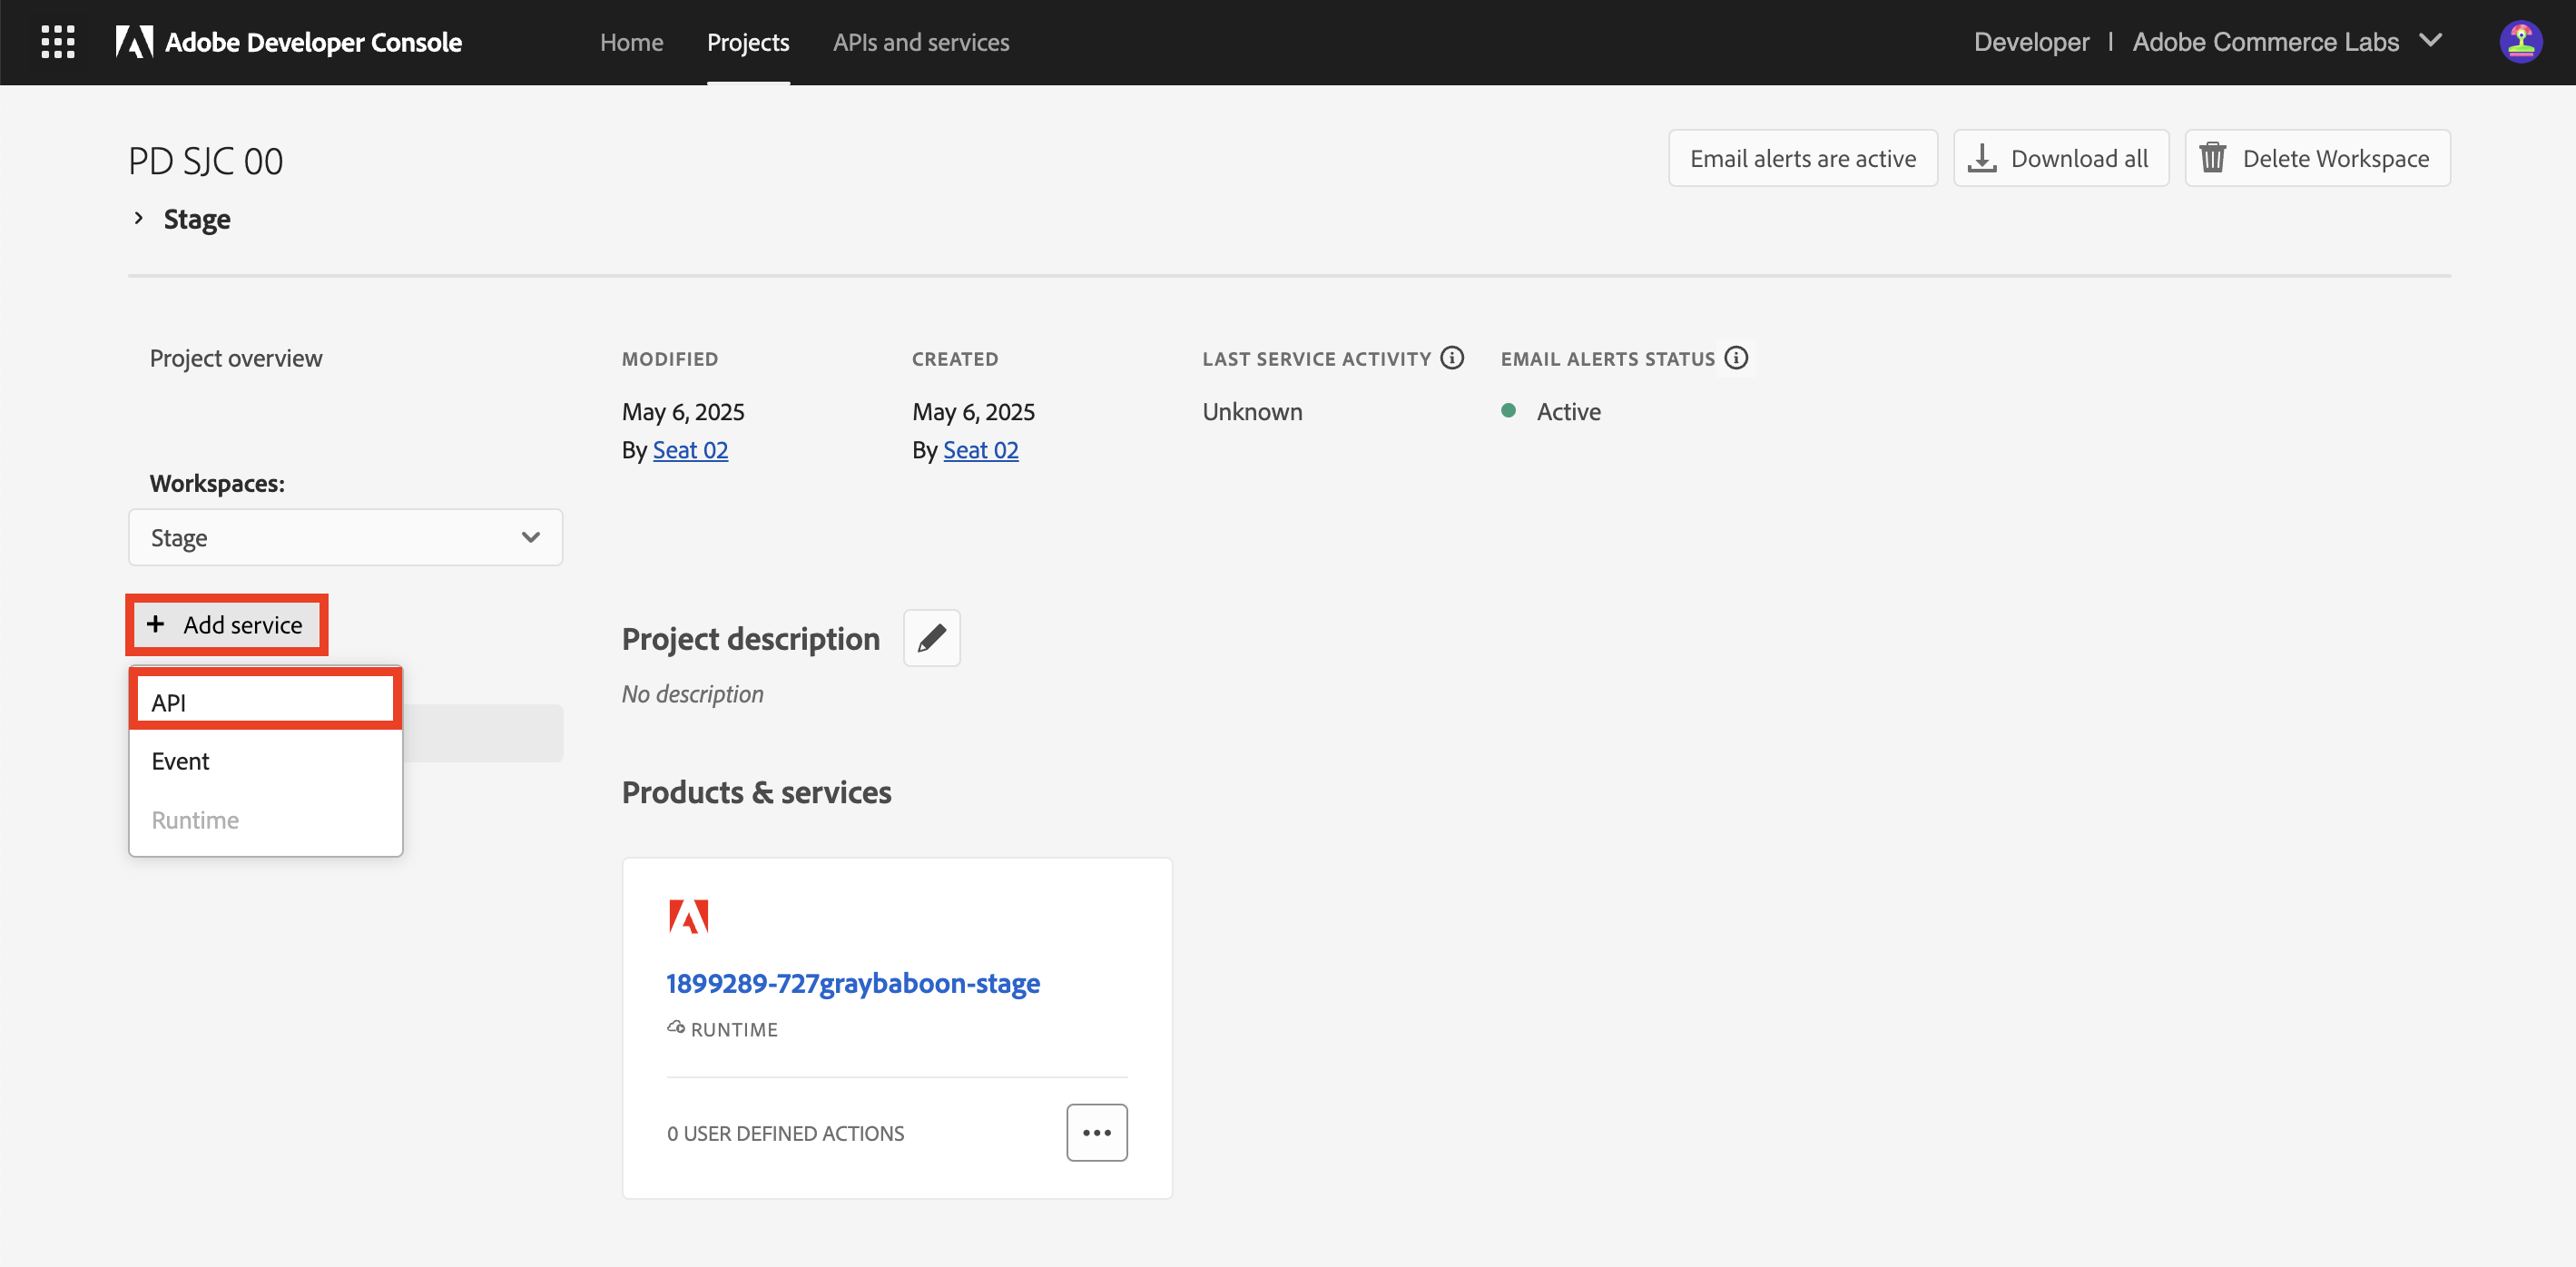 Adobe Developer Console
Home
Projects
APIs and services
Developer | Adobe Commerce Labs
PD SJC 00
Email alerts are active
Download all
Delete Workspace
Stage
Project overview
MODIFIED
May 6, 2025
By Seat 02
CREATED
May 6, 2025
By Seat 02
LAST SERVICE ACTIVITY
Unknown
EMAIL ALERTS STATUS
Active
Workspaces:
Stage
+ Add service
API
Event
Runtime
Project description
No description
Products & services
1899289-727graybaboon-stage
RUNTIME
0 USER DEFINED ACTIONS